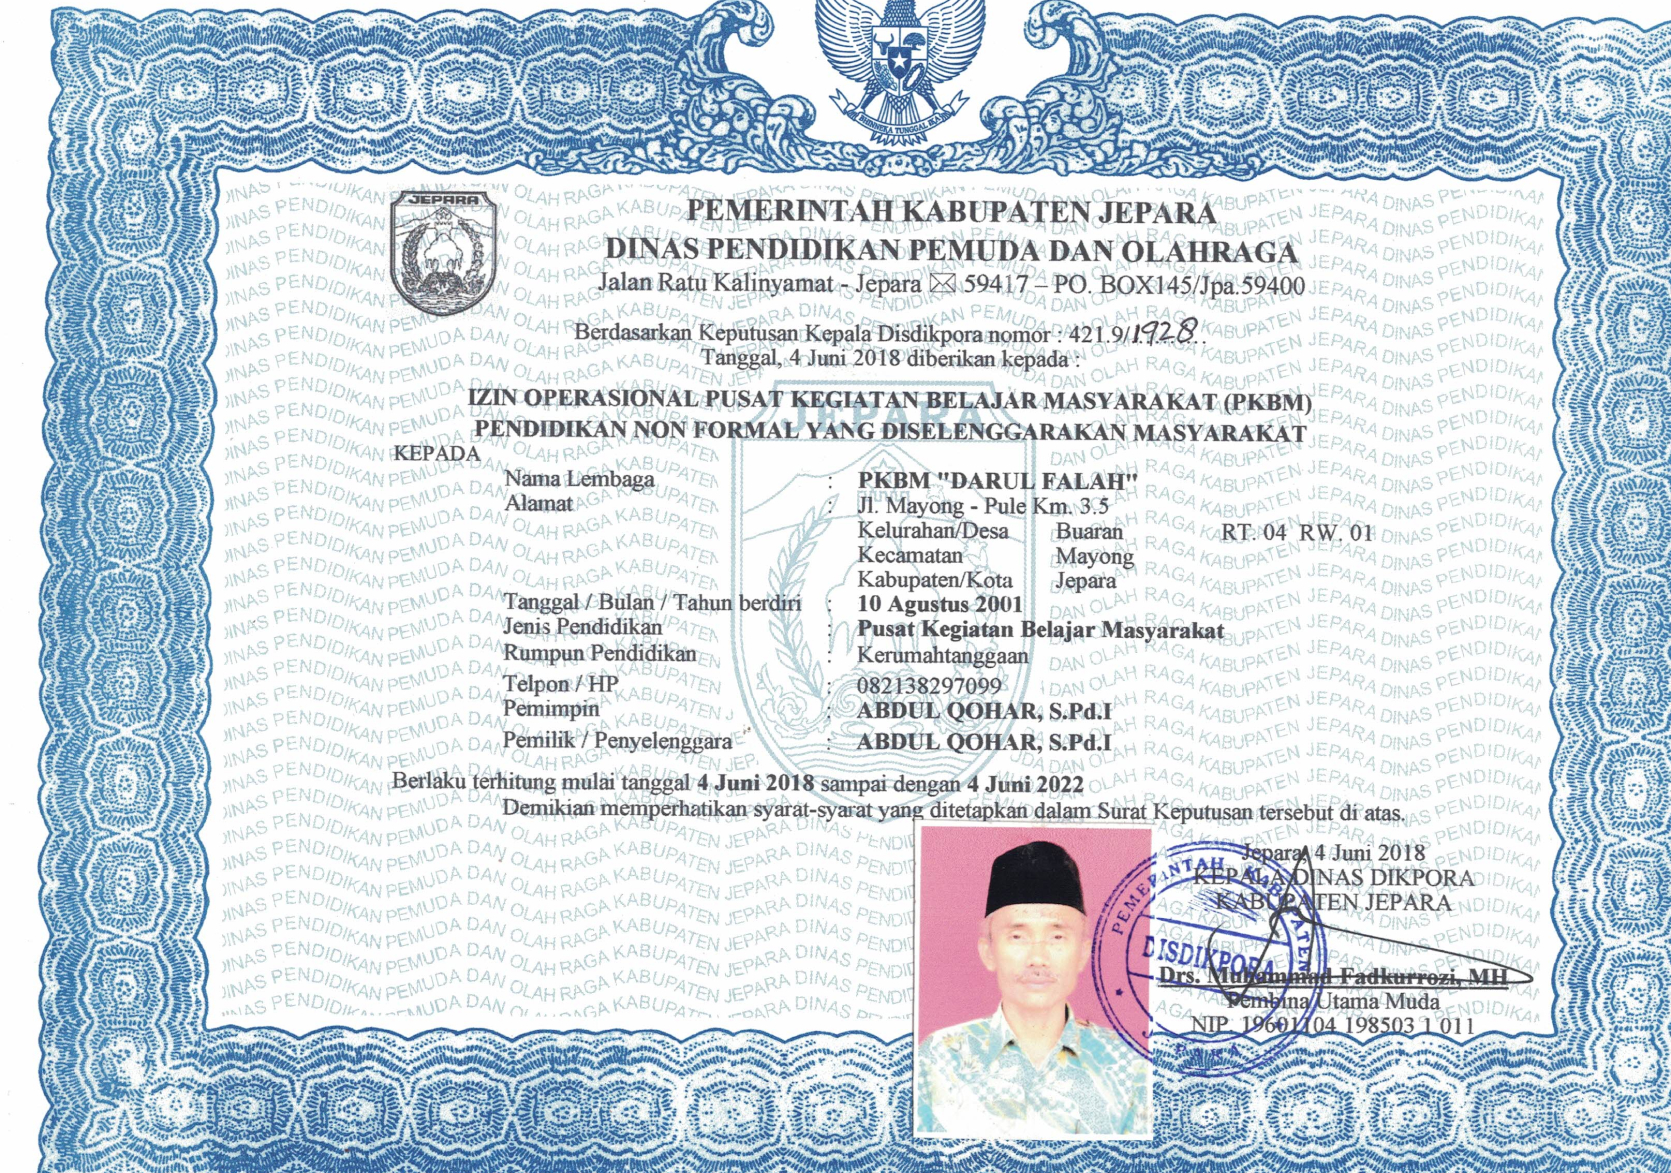 BHINNEKA TUNGGAL IKA
JEPARA
PEMERINTAH KABUPATEN JEPARA
DINAS PENDIDIKAN PEMUDA DAN OLAHRAGA
Jalan Ratu Kalinyamat - Jepara ✉ 59417 – PO. BOX145/Jpa.59400
Berdasarkan Keputusan Kepala Disdikpora nomor : 421.9/1928..
Tanggal, 4 Juni 2018 diberikan kepada :
IZIN OPERASIONAL PUSAT KEGIATAN BELAJAR MASYARAKAT (PKBM)
PENDIDIKAN NON FORMAL YANG DISELENGGARAKAN MASYARAKAT
KEPADA
Nama Lembaga : PKBM "DARUL FALAH"
Alamat : Jl. Mayong - Pule Km. 3.5
Kelurahan/Desa Buaran RT. 04 RW. 01
Kecamatan Mayong
Kabupaten/Kota Jepara
Tanggal / Bulan / Tahun berdiri : 10 Agustus 2001
Jenis Pendidikan : Pusat Kegiatan Belajar Masyarakat
Rumpun Pendidikan : Kerumahtanggaan
Telpon / HP : 082138297099
Pemimpin : ABDUL QOHAR, S.Pd.I
Pemilik / Penyelenggara : ABDUL QOHAR, S.Pd.I
Berlaku terhitung mulai tanggal 4 Juni 2018 sampai dengan 4 Juni 2022
Demikian memperhatikan syarat-syarat yang ditetapkan dalam Surat Keputusan tersebut di atas.
Jepara, 4 Juni 2018
KEPALA DINAS DIKPORA
KABUPATEN JEPARA
PEMERINTAH KABUPATEN
DISDIKPORA
JEPARA
Drs. Muhammad Fadkurrozi, MH
Pembina Utama Muda
NIP. 19601104 198503 1 011